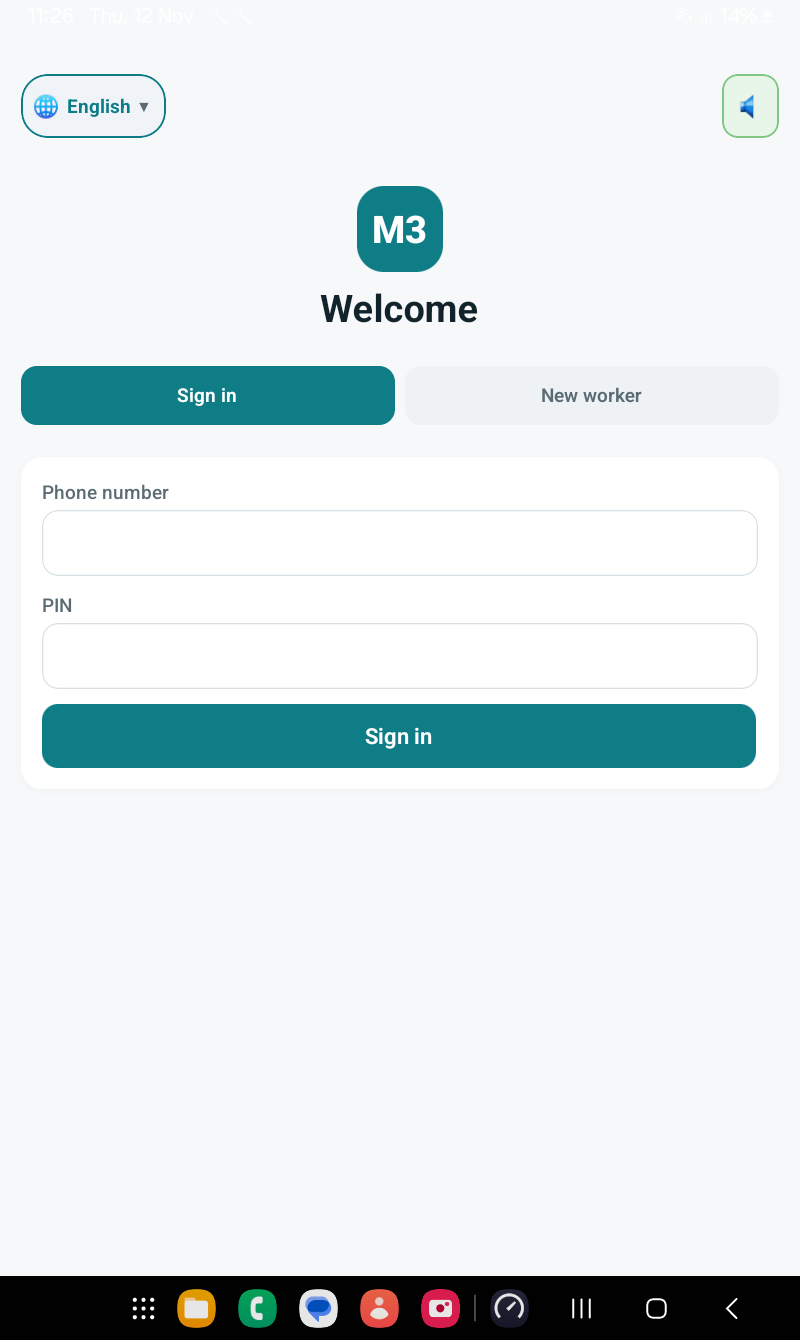 11:26 Thu, 12 Nov 14%
English ▾
M3
Welcome
Sign in New worker
Phone number
PIN
Sign in